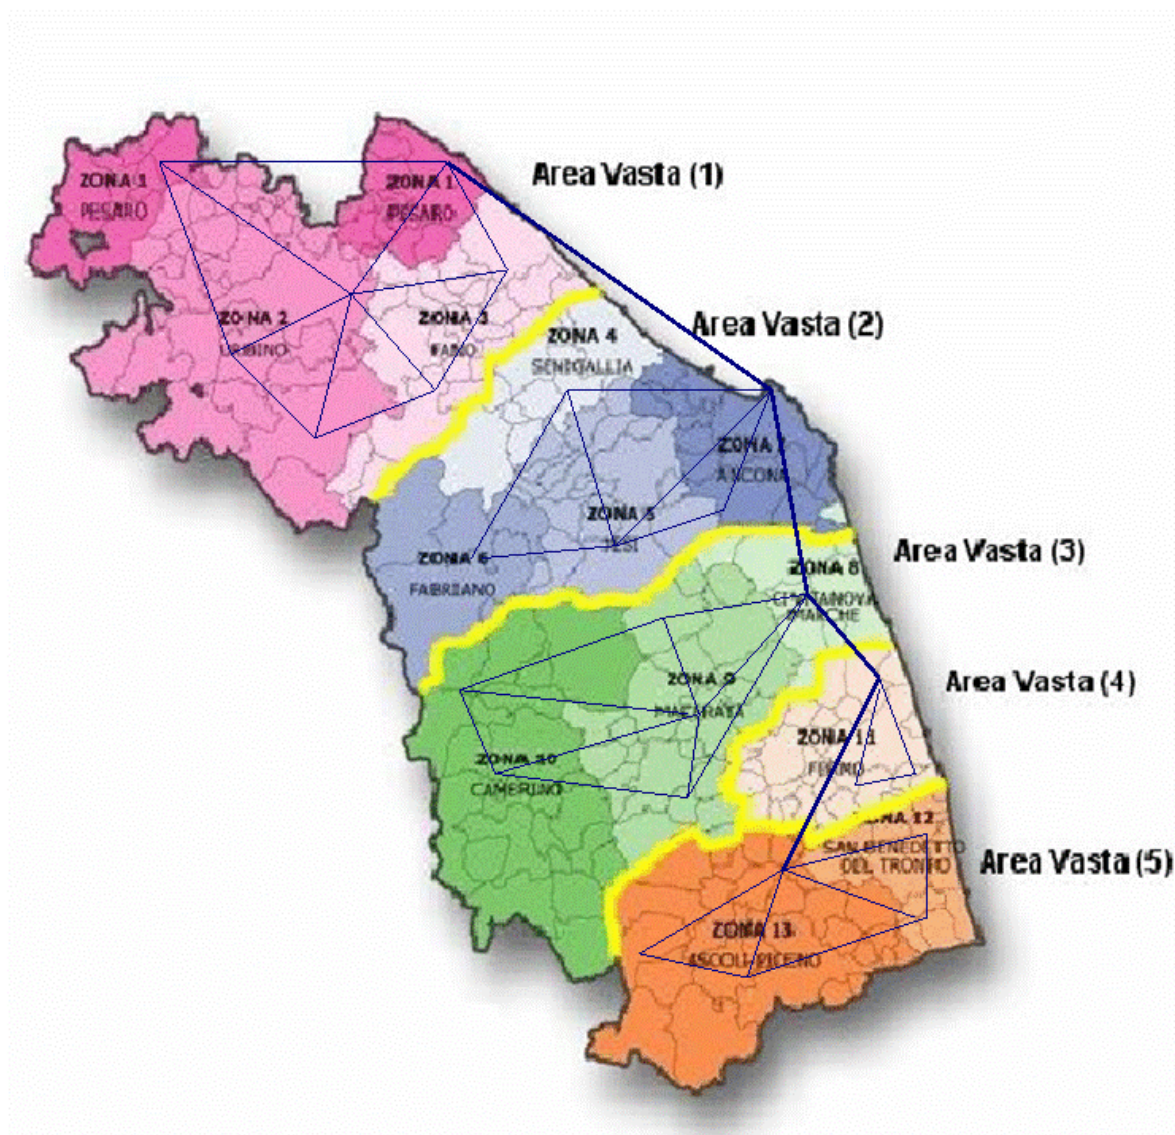 Area Vasta (1)
ZONA 1
PESARO
ZONA 1
PESARO
ZONA 2
URBINO
ZONA 3
FANO
Area Vasta (2)
ZONA 4
SENIGALLIA
ZONA 7
ANCONA
ZONA 5
JESI
ZONA 6
FABRIANO
Area Vasta (3)
ZONA 8
CIVITANOVA
MARCHE
ZONA 9
MACERATA
ZONA 10
CAMERINO
Area Vasta (4)
ZONA 11
FERMO
ZONA 12
SAN BENEDETTO
DEL TRONTO
Area Vasta (5)
ZONA 13
ASCOLI PICENO